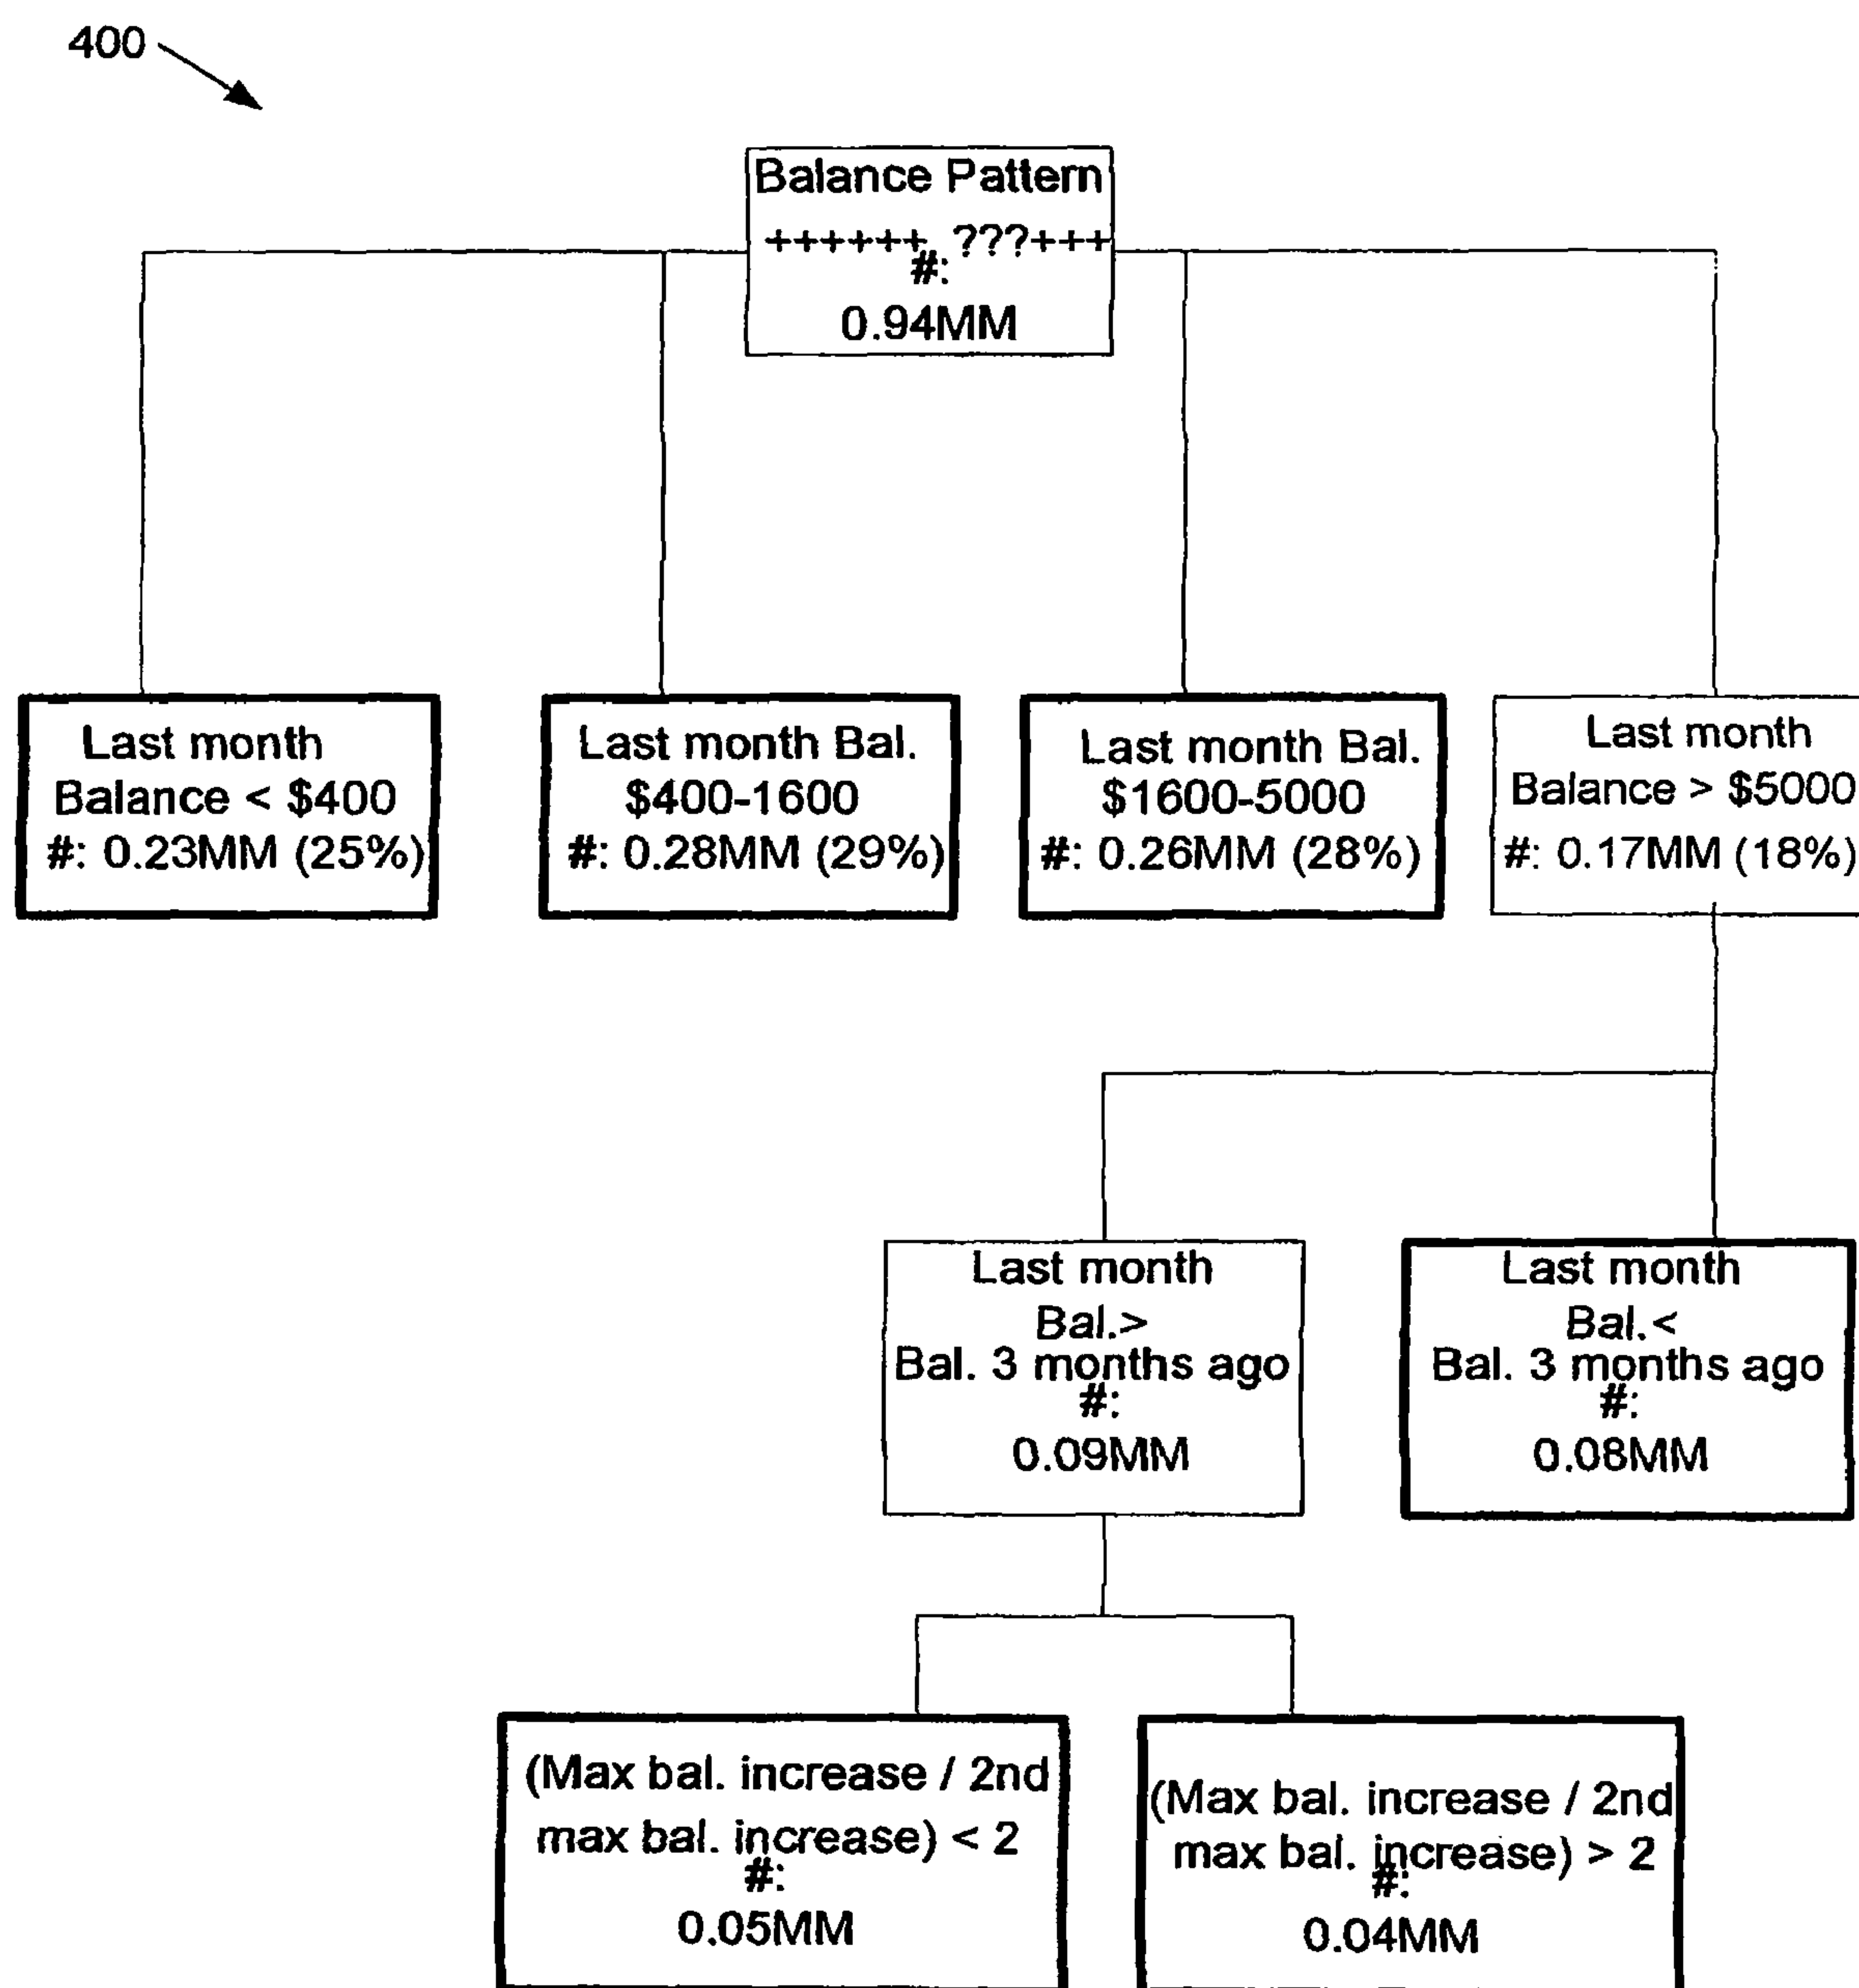 400
Balance Pattern
++++++, ???+++
#:
0.94MM
Last month
Balance < $400
#: 0.23MM (25%)
Last month Bal.
$400-1600
#: 0.28MM (29%)
Last month Bal.
$1600-5000
#: 0.26MM (28%)
Last month
Balance > $5000
#: 0.17MM (18%)
Last month
Bal.>
Bal. 3 months ago
#:
0.09MM
Last month
Bal.<
Bal. 3 months ago
#:
0.08MM
(Max bal. increase / 2nd
max bal. increase) < 2
#:
0.05MM
(Max bal. increase / 2nd
max bal. increase) > 2
#:
0.04MM